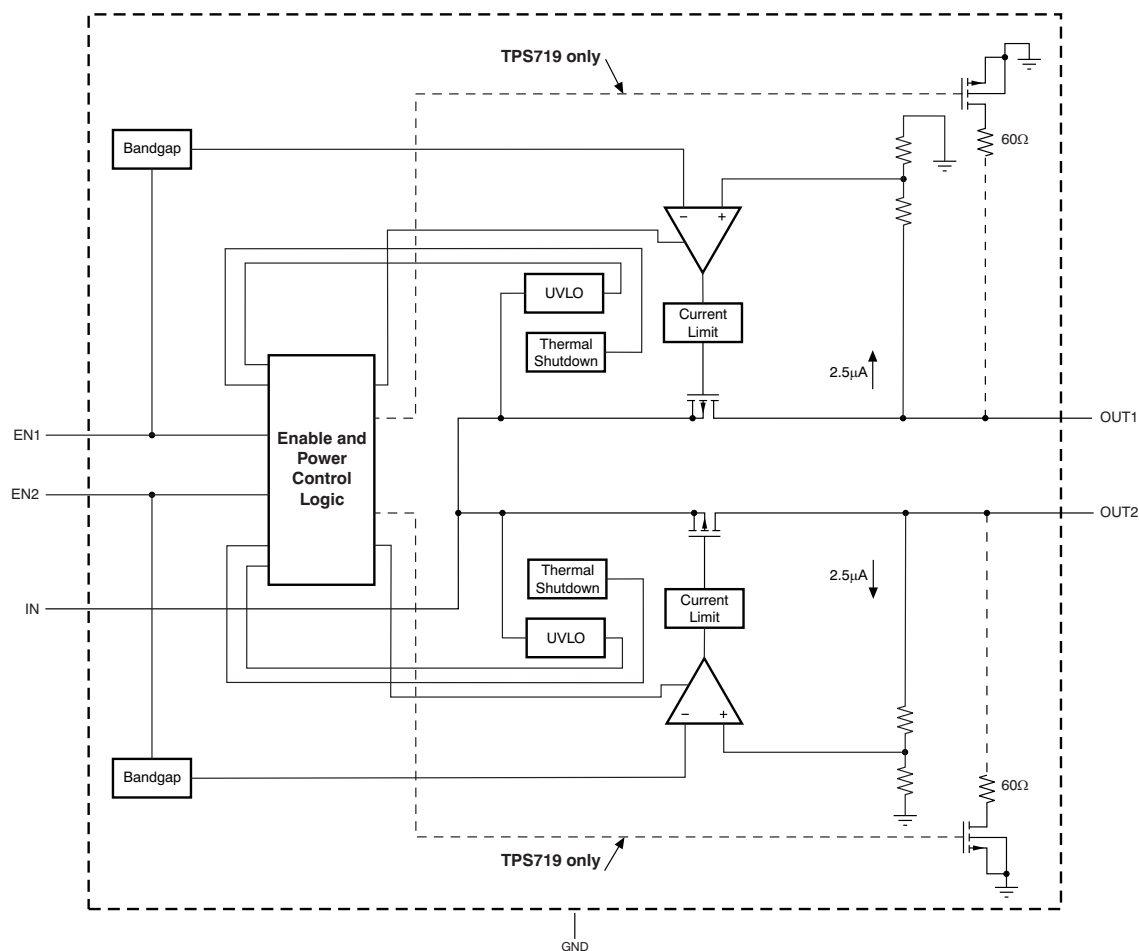 TPS719 only
60Ω
Bandgap
− +
UVLO
Current
Limit
Thermal
Shutdown
2.5μA
OUT1
EN1
Enable and
Power
Control
Logic
EN2
OUT2
Thermal
Shutdown
2.5μA
Current
Limit
IN
UVLO
− +
Bandgap
60Ω
TPS719 only
GND